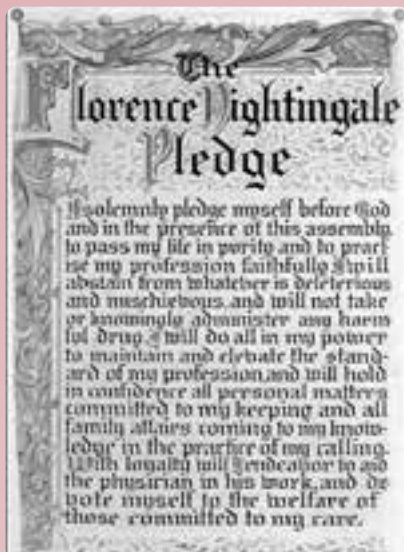 The
Florence Nightingale
Pledge
I solemnly pledge myself before God
and in the presence of this assembly
to pass my life in purity and to pract-
ise my profession faithfully. I will
abstain from whatever is deleterious
and mischievous, and will not take
or knowingly administer any harm
ful drug. I will do all in my power
to maintain and elevate the stand-
ard of my profession, and will hold
in confidence all personal matters
committed to my keeping and all
family affairs coming to my know-
ledge in the practice of my calling.
With loyalty will I endeavor to aid
the physician in his work, and de
vote myself to the welfare of
those committed to my care.